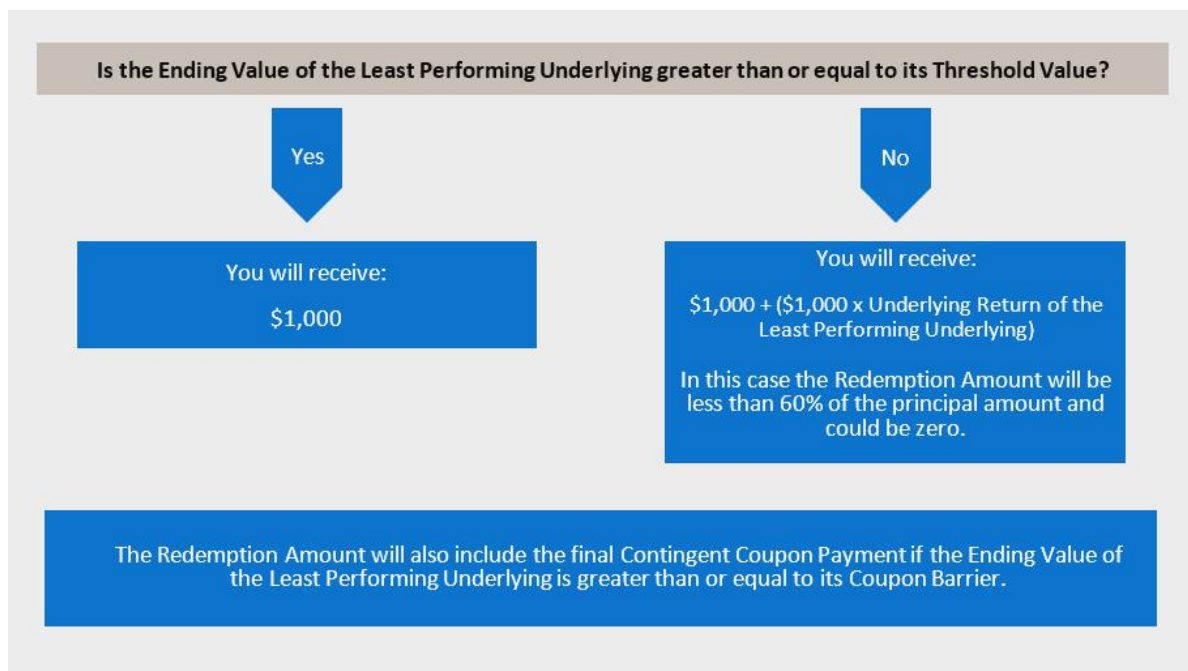 Is the Ending Value of the Least Performing Underlying greater than or equal to its Threshold Value?
Yes
No
You will receive:
$1,000
You will receive:
$1,000 + ($1,000 x Underlying Return of the
Least Performing Underlying)
In this case the Redemption Amount will be
less than 60% of the principal amount and
could be zero.
The Redemption Amount will also include the final Contingent Coupon Payment if the Ending Value of
the Least Performing Underlying is greater than or equal to its Coupon Barrier.